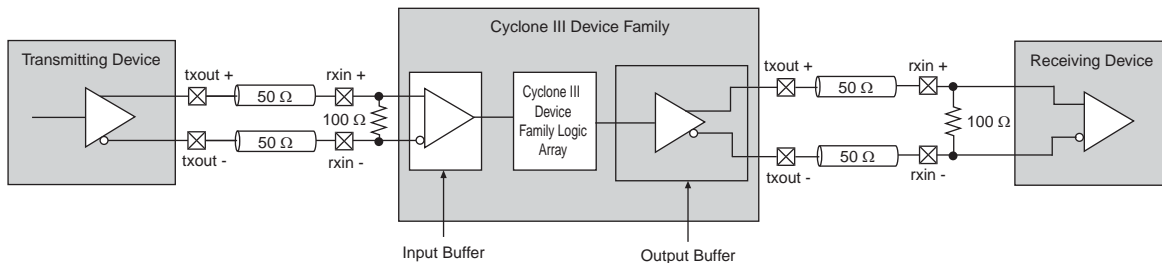 Cyclone III Device Family
Transmitting Device
txout +
rxin +
50 Ω
100 Ω
50 Ω
txout -
rxin -
Cyclone III
Device
Family Logic
Array
txout +
rxin +
50 Ω
100 Ω
50 Ω
txout -
rxin -
Receiving Device
Input Buffer
Output Buffer